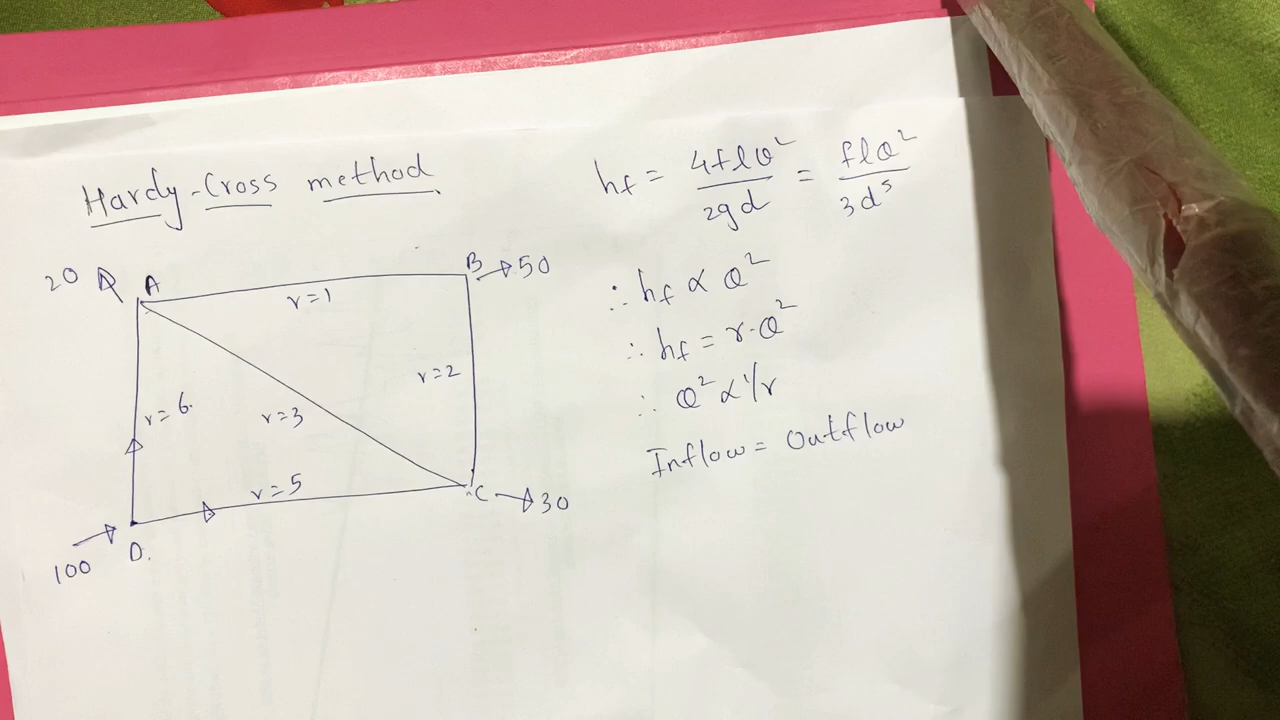 Hardy-Cross method
hf = 4flQ² / 2gd = flQ² / 3d⁵
∴ hf ∝ Q²
∴ hf = r.Q²
∴ Q² ∝ 1/r
Inflow = Outflow
20 A
B 50
r=1
r=2
r=6.
r=3
r=5
C 30
100 D.